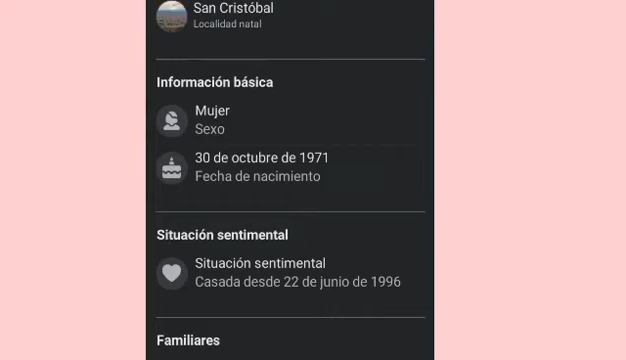 San Cristóbal
Localidad natal
Información básica
Mujer
Sexo
30 de octubre de 1971
Fecha de nacimiento
Situación sentimental
Situación sentimental
Casada desde 22 de junio de 1996
Familiares